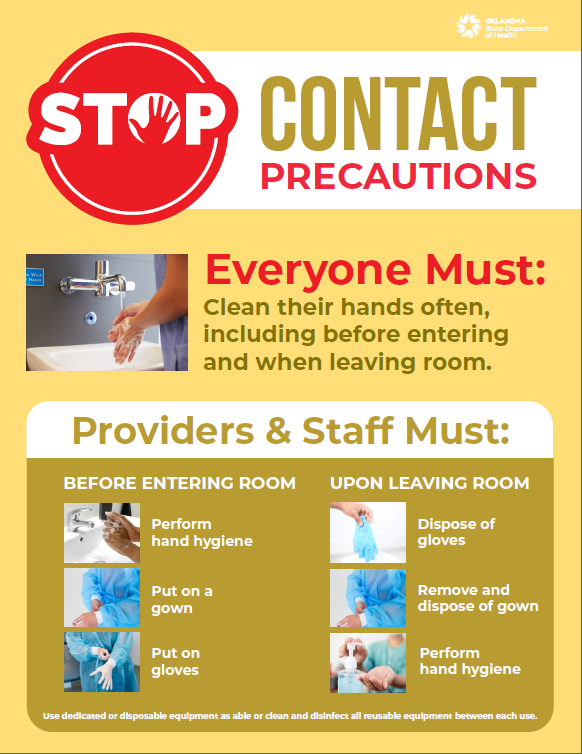 OKLAHOMA
State Department
of Health
STOP
CONTACT
PRECAUTIONS
Everyone Must:
Clean their hands often,
including before entering
and when leaving room.
Providers & Staff Must:
BEFORE ENTERING ROOM
Perform
hand hygiene
Put on a
gown
Put on
gloves
UPON LEAVING ROOM
Dispose of
gloves
Remove and
dispose of gown
Perform
hand hygiene
Use dedicated or disposable equipment as able or clean and disinfect all reusable equipment between each use.